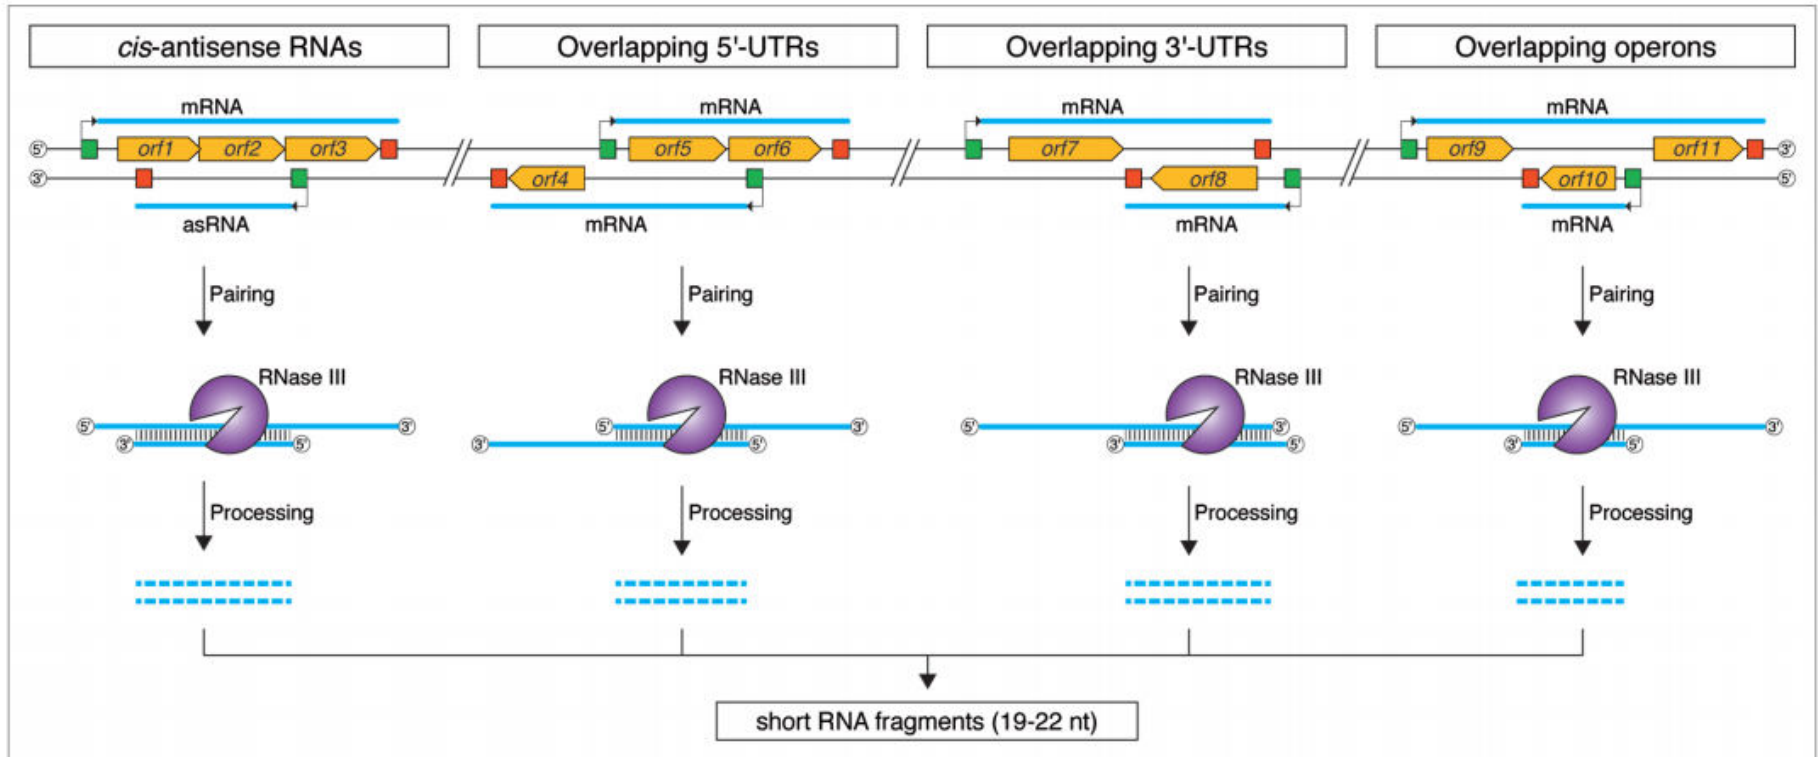 cis-antisense RNAs
Overlapping 5'-UTRs
Overlapping 3'-UTRs
Overlapping operons
mRNA
mRNA
mRNA
mRNA
5' orf1 orf2 orf3 orf5 orf6 orf7 orf9 orf11 3'
3' orf4 orf8 orf10 5'
asRNA
mRNA
mRNA
mRNA
Pairing
Pairing
Pairing
Pairing
RNase III
RNase III
RNase III
RNase III
5' 3' 5' 3' 5' 3' 5' 3'
3' 5' 3' 5' 3' 5' 3' 5'
Processing
Processing
Processing
Processing
short RNA fragments (19-22 nt)